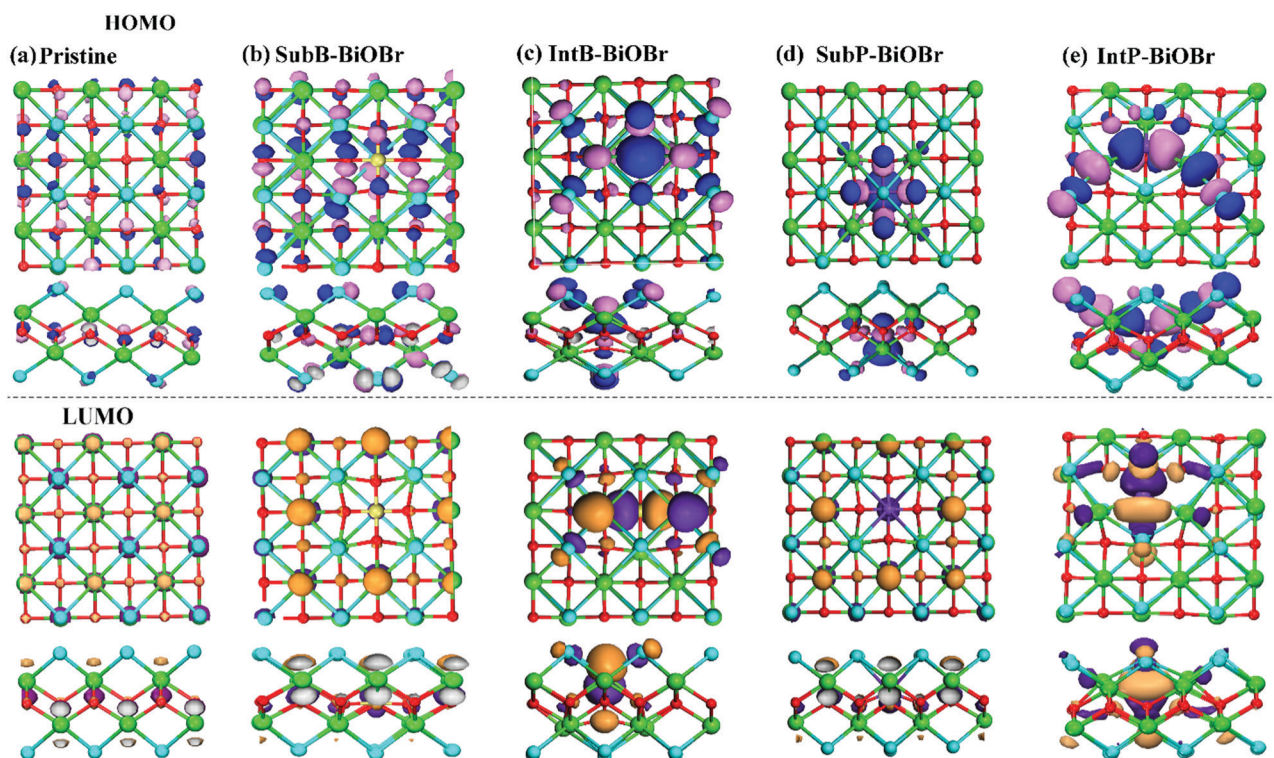 HOMO
(a) Pristine
(b) SubB-BiOBr
(c) IntB-BiOBr
(d) SubP-BiOBr
(e) IntP-BiOBr
LUMO